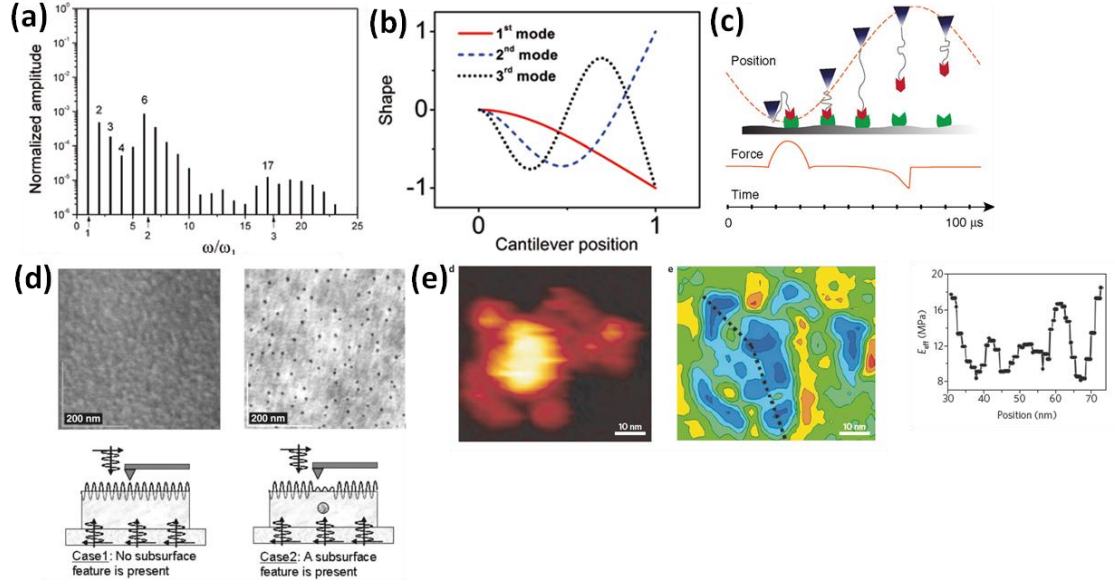 (a)
Normalized amplitude
10⁰
10⁻¹
10⁻²
10⁻³
10⁻⁴
10⁻⁵
10⁻⁶
2
3
4
6
17
0 5 10 15 20 25
1 2 3
ω/ω₁
(b)
1ˢᵗ mode
2ⁿᵈ mode
3ʳᵈ mode
Shape
1
0
-1
0 1
Cantilever position
(c)
Position
Force
Time
0 100 µs
(d)
200 nm
200 nm
Case1: No subsurface
feature is present
Case2: A subsurface
feature is present
(e)
d
10 nm
e
10 nm
E_eff (MPa)
20
16
12
8
30 40 50 60 70
Position (nm)